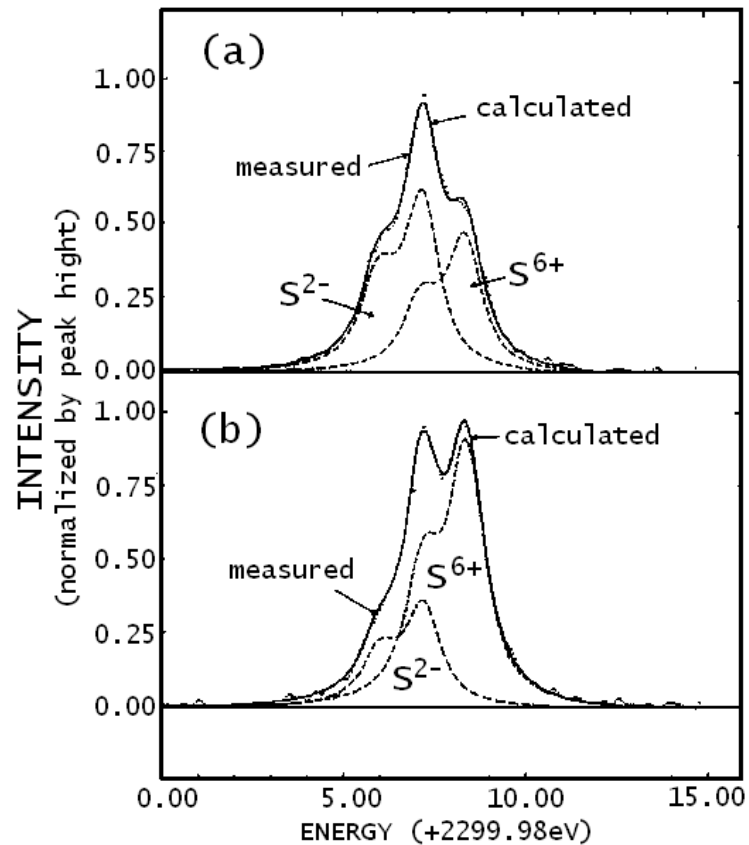 (a)
1.00
calculated
0.75
measured
0.50
S2-
S6+
0.25
0.00
INTENSITY
(normalized by peak hight)
1.00
(b)
calculated
0.75
0.50
measured
S6+
0.25
S2-
0.00
0.00 5.00 10.00 15.00
ENERGY (+2299.98eV)